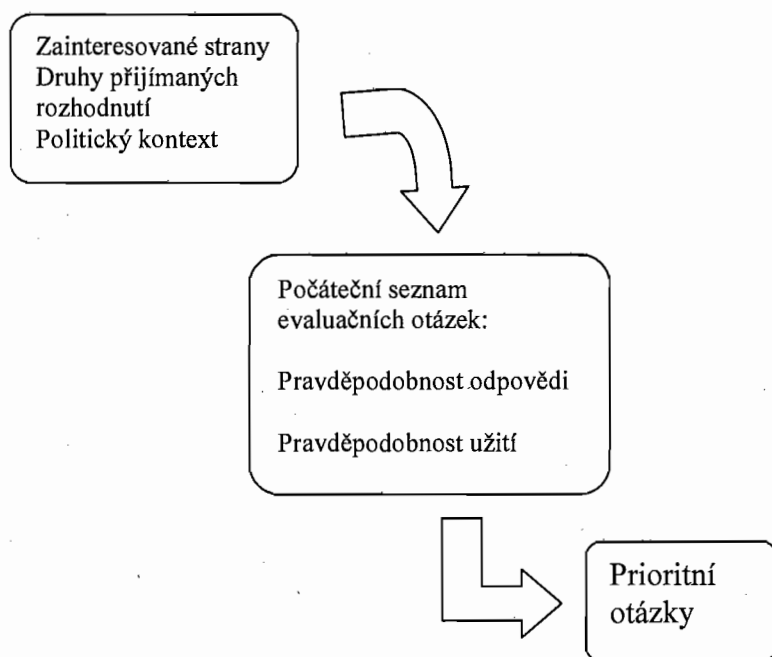 Zainteresované strany
Druhy přijímaných
rozhodnutí
Politický kontext
Počáteční seznam
evaluačních otázek:
Pravděpodobnost odpovědi
Pravděpodobnost užití
Prioritní
otázky